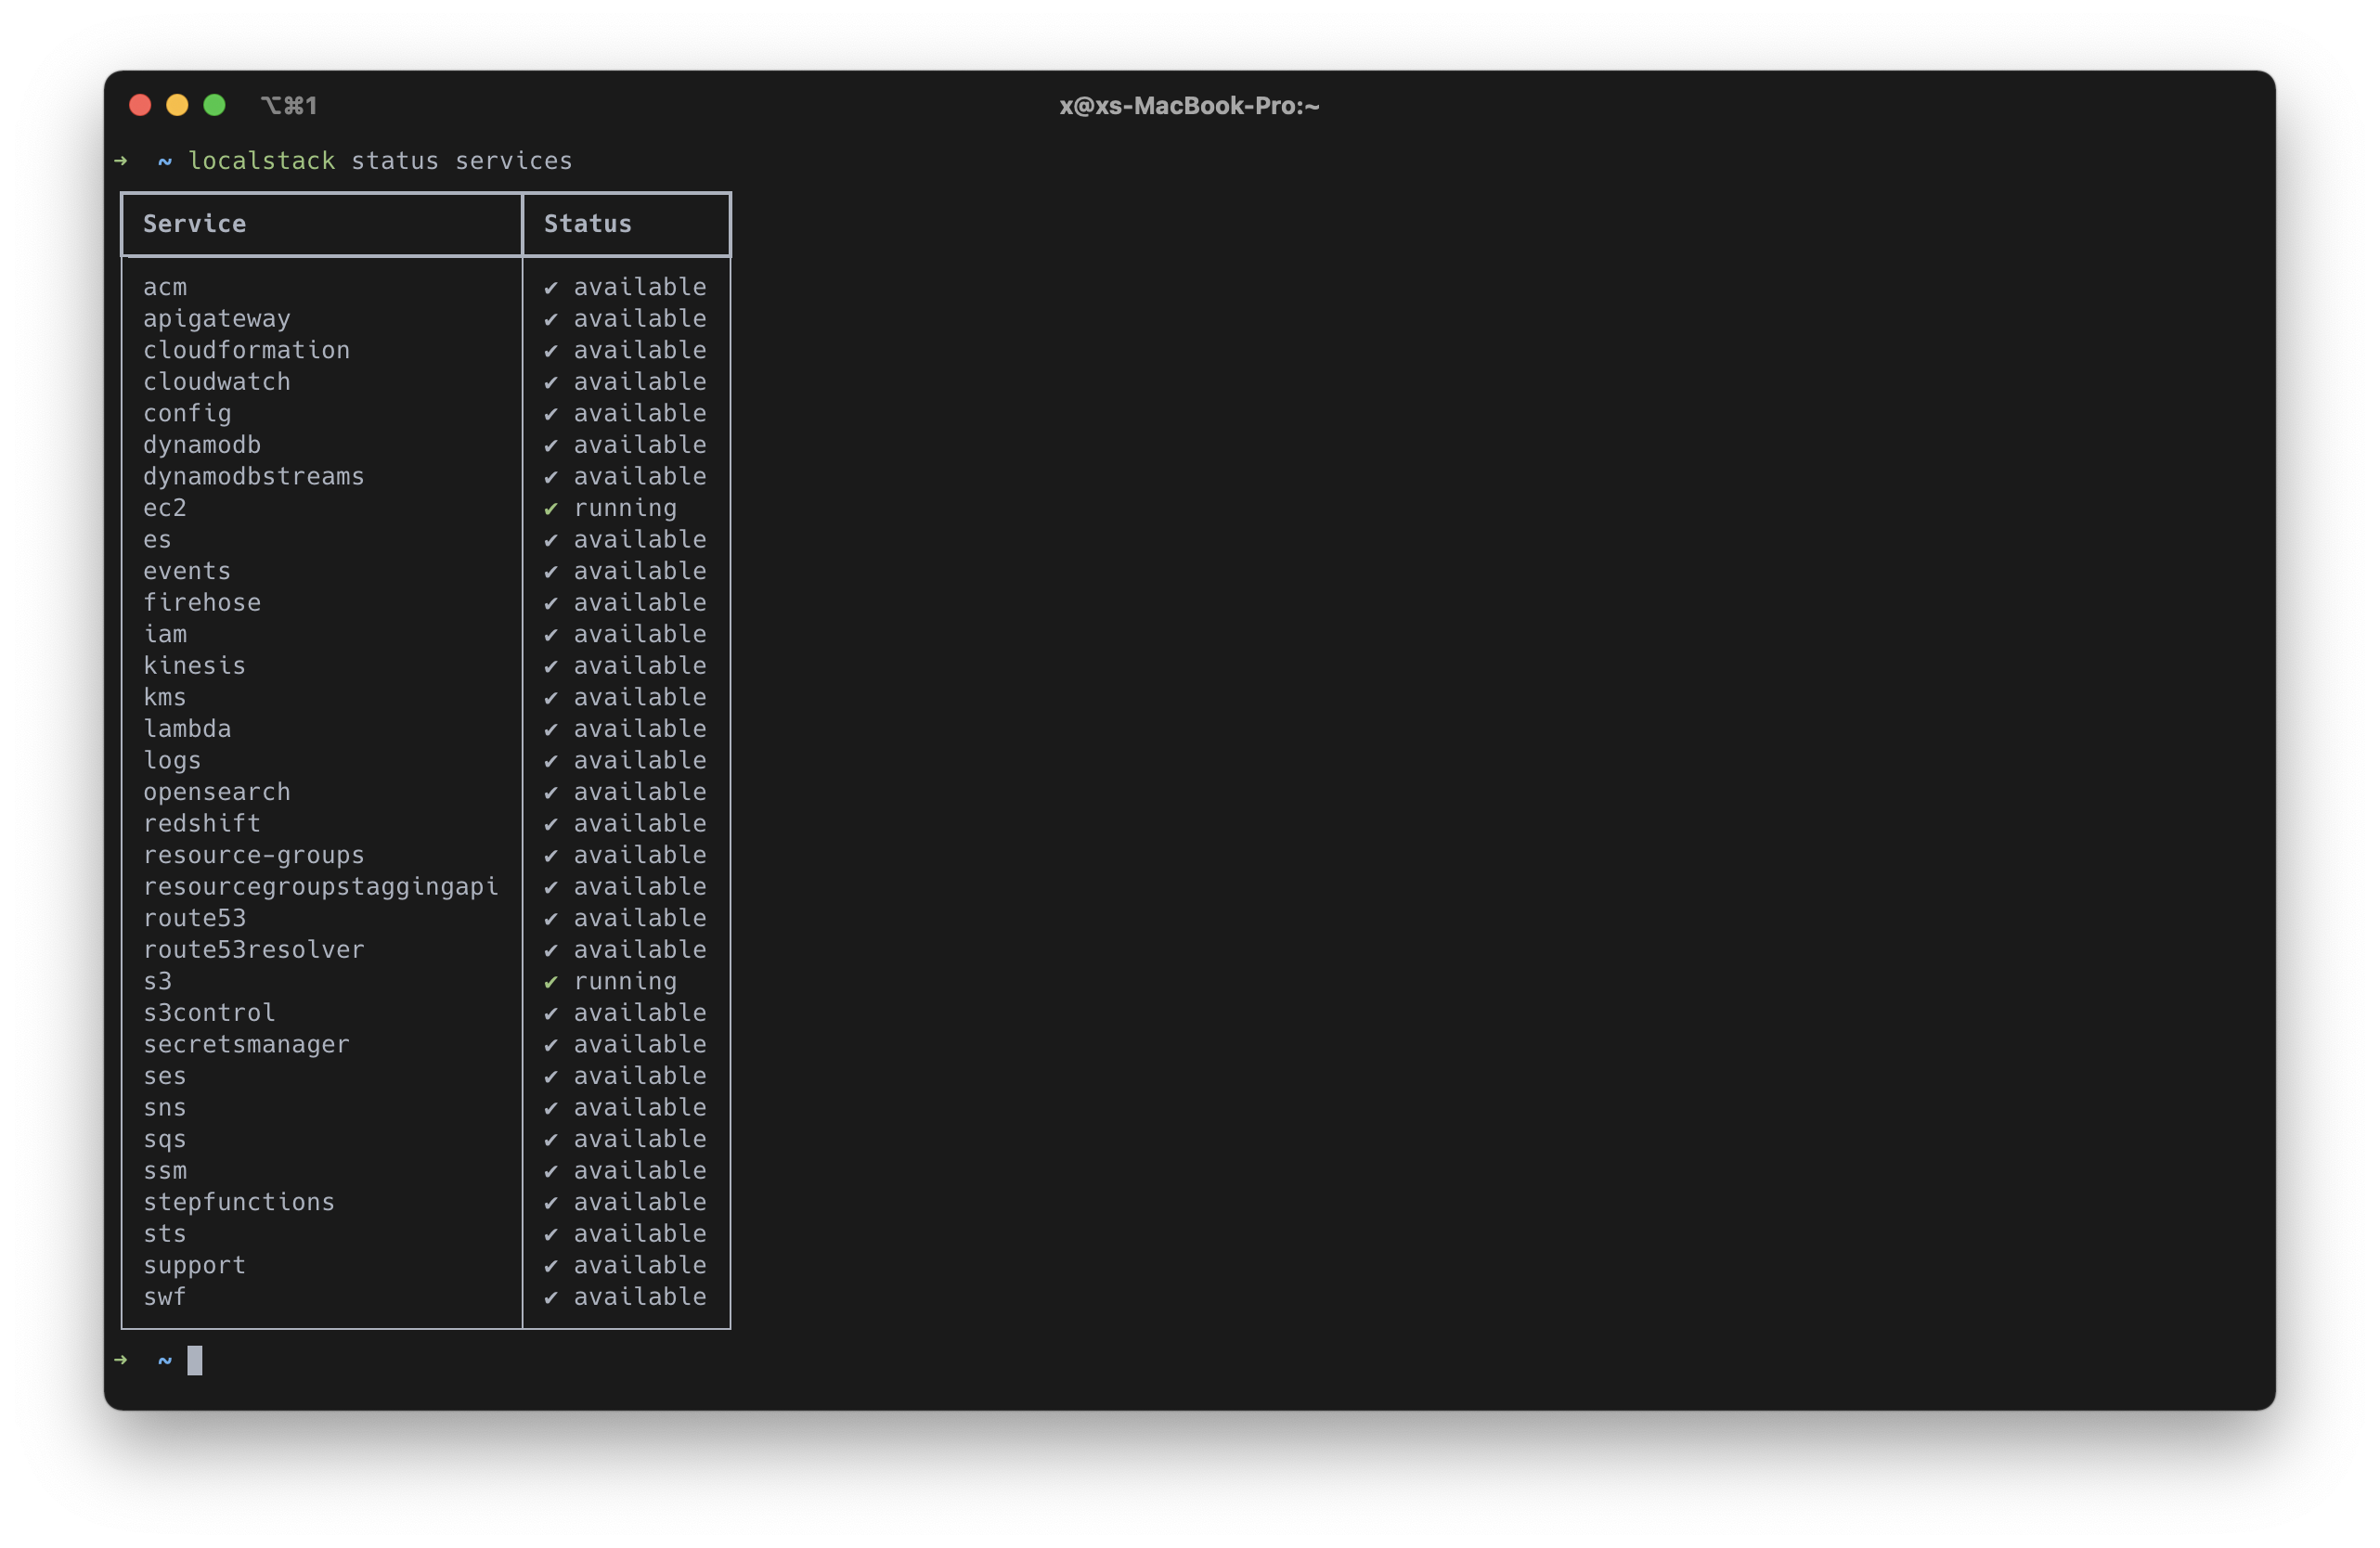 ⌥⌘1 x@xs-MacBook-Pro:~
➜ ~ localstack status services
Service Status
acm ✔ available
apigateway ✔ available
cloudformation ✔ available
cloudwatch ✔ available
config ✔ available
dynamodb ✔ available
dynamodbstreams ✔ available
ec2 ✔ running
es ✔ available
events ✔ available
firehose ✔ available
iam ✔ available
kinesis ✔ available
kms ✔ available
lambda ✔ available
logs ✔ available
opensearch ✔ available
redshift ✔ available
resource-groups ✔ available
resourcegroupstaggingapi ✔ available
route53 ✔ available
route53resolver ✔ available
s3 ✔ running
s3control ✔ available
secretsmanager ✔ available
ses ✔ available
sns ✔ available
sqs ✔ available
ssm ✔ available
stepfunctions ✔ available
sts ✔ available
support ✔ available
swf ✔ available
➜ ~